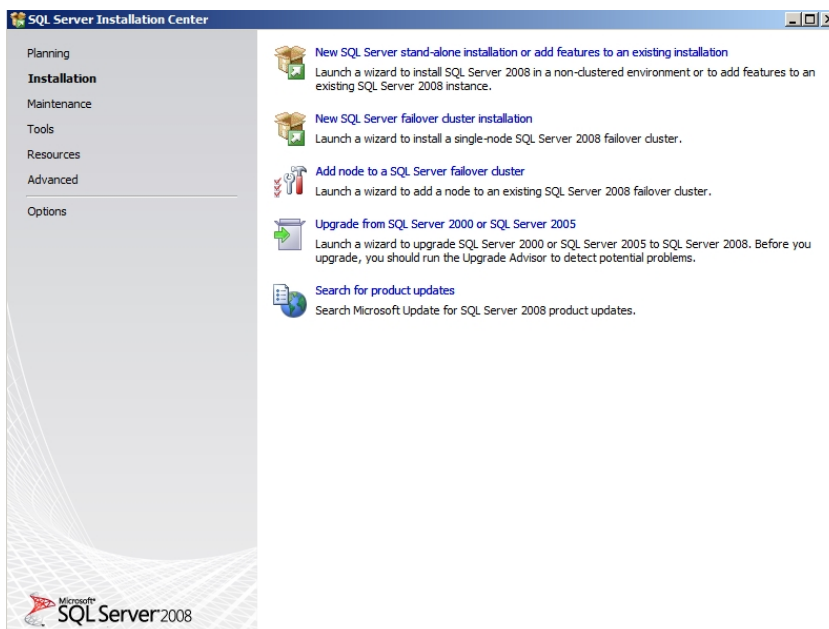 SQL Server Installation Center
Planning
Installation
Maintenance
Tools
Resources
Advanced
Options
New SQL Server stand-alone installation or add features to an existing installation
Launch a wizard to install SQL Server 2008 in a non-clustered environment or to add features to an
existing SQL Server 2008 instance.
New SQL Server failover cluster installation
Launch a wizard to install a single-node SQL Server 2008 failover cluster.
Add node to a SQL Server failover cluster
Launch a wizard to add a node to an existing SQL Server 2008 failover cluster.
Upgrade from SQL Server 2000 or SQL Server 2005
Launch a wizard to upgrade SQL Server 2000 or SQL Server 2005 to SQL Server 2008. Before you
upgrade, you should run the Upgrade Advisor to detect potential problems.
Search for product updates
Search Microsoft Update for SQL Server 2008 product updates.
Microsoft
SQL Server 2008